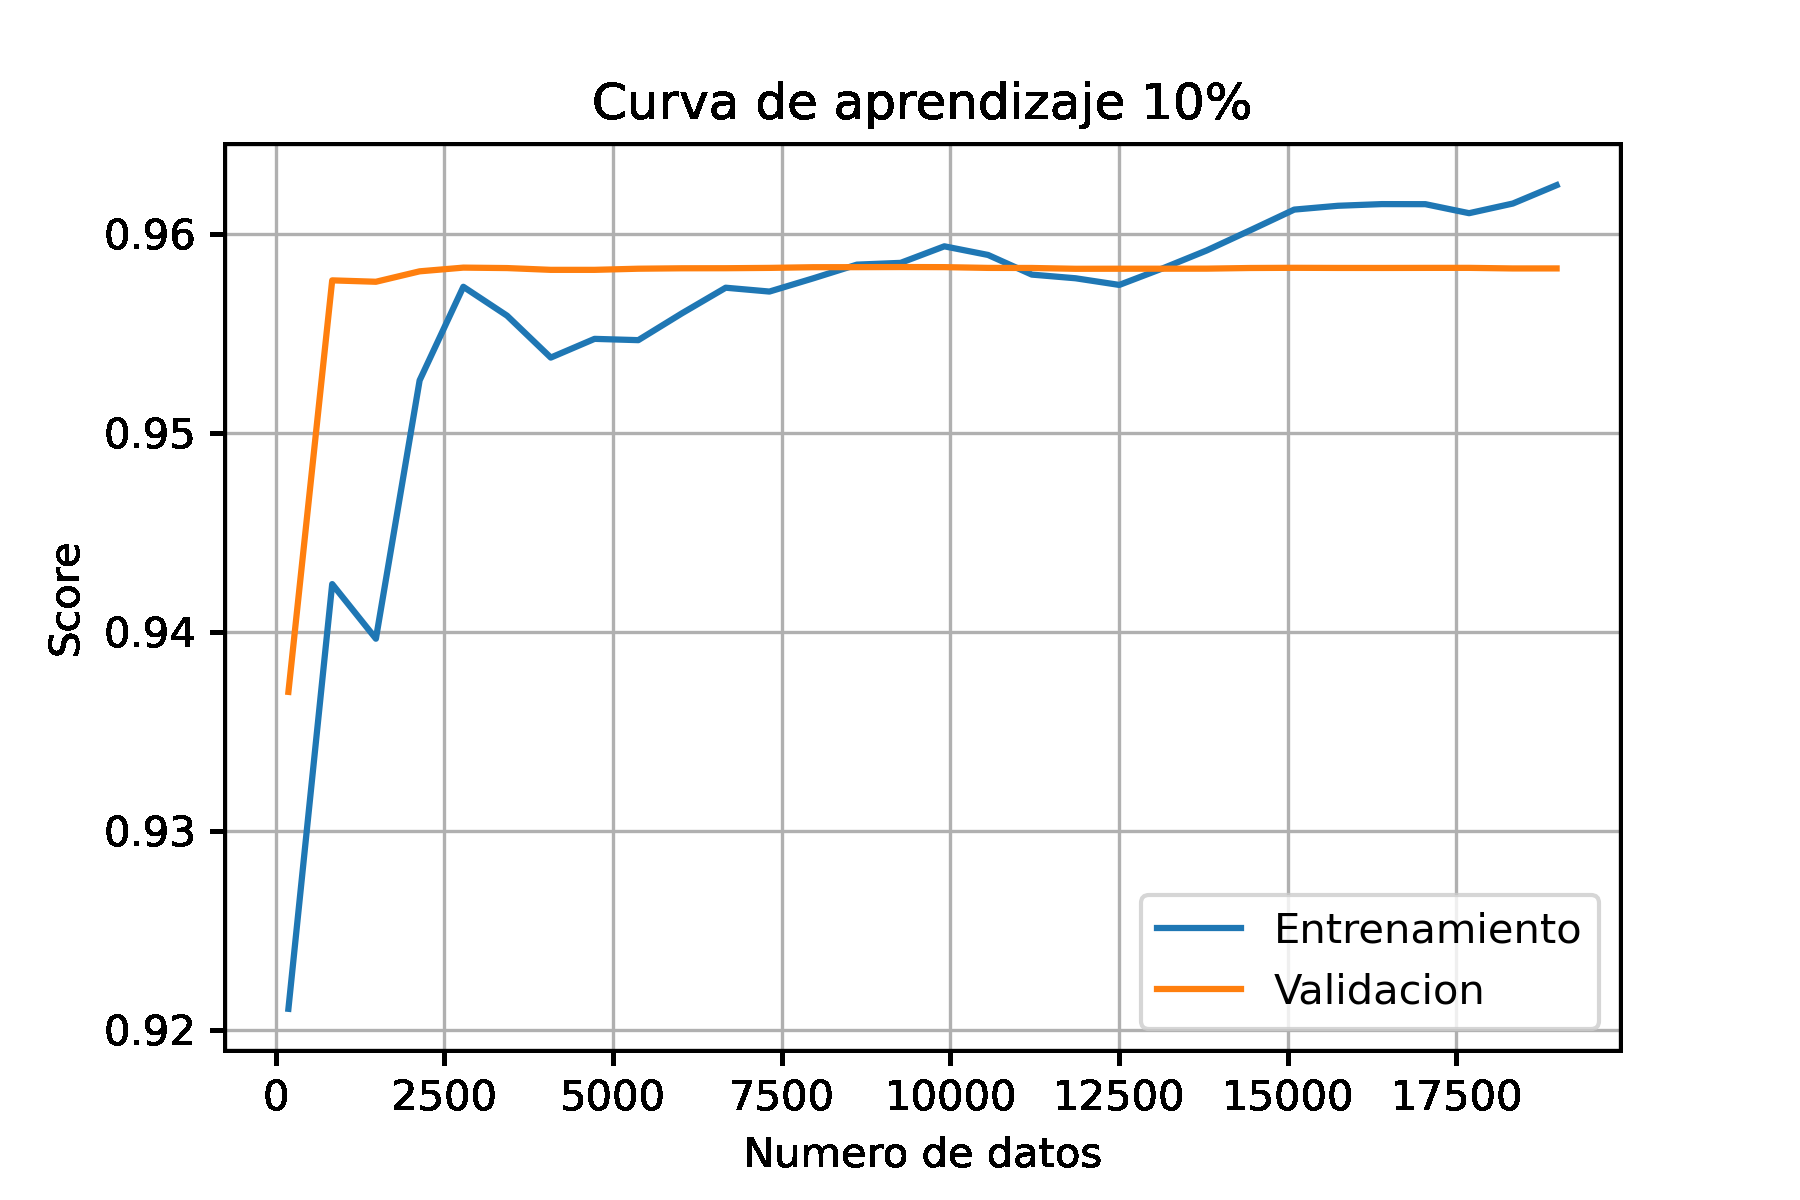 Curva de aprendizaje 10%
0.96
0.95
0.94
0.93
0.92
Score
Entrenamiento
Validacion
0 2500 5000 7500 10000 12500 15000 17500
Numero de datos